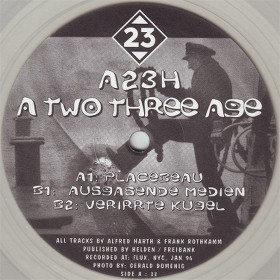 23
A23H
A TWO THREE AGE
A1: PLACEBEAU
B1: AUSGASENDE MEDIEN
B2: VERIRRTE KUGEL
ALL TRACKS BY ALFRED HARTH & FRANK ROTHKAMM
PUBLISHED BY HELDEN / FREIBANK
RECORDED AT: FLUX, NYC, JAN 96
PHOTO BY: GERALD DOMENIG